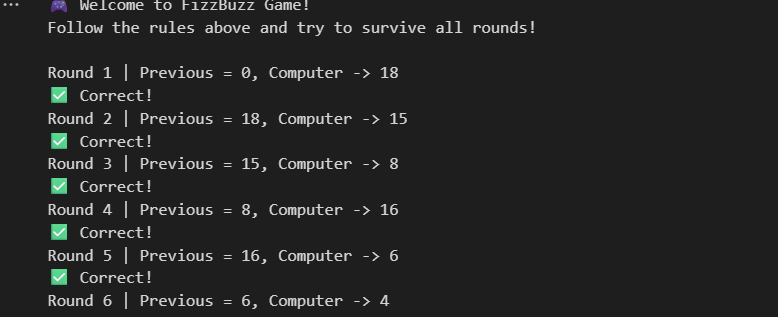 ...
🎮 Welcome to FizzBuzz Game!
Follow the rules above and try to survive all rounds!
Round 1 | Previous = 0, Computer -> 18
✅ Correct!
Round 2 | Previous = 18, Computer -> 15
✅ Correct!
Round 3 | Previous = 15, Computer -> 8
✅ Correct!
Round 4 | Previous = 8, Computer -> 16
✅ Correct!
Round 5 | Previous = 16, Computer -> 6
✅ Correct!
Round 6 | Previous = 6, Computer -> 4